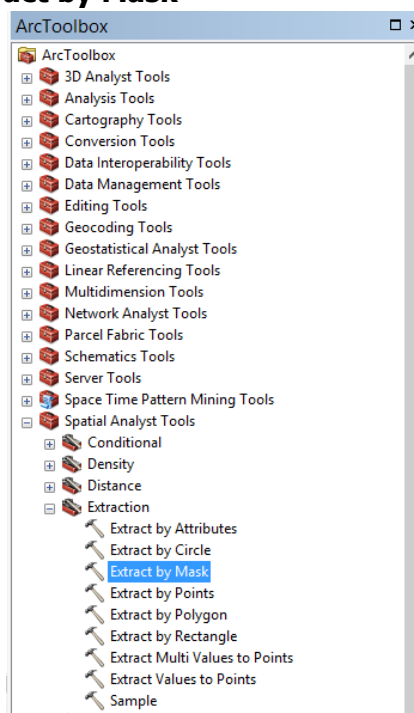 act by Mask
ArcToolbox
ArcToolbox
3D Analyst Tools
Analysis Tools
Cartography Tools
Conversion Tools
Data Interoperability Tools
Data Management Tools
Editing Tools
Geocoding Tools
Geostatistical Analyst Tools
Linear Referencing Tools
Multidimension Tools
Network Analyst Tools
Parcel Fabric Tools
Schematics Tools
Server Tools
Space Time Pattern Mining Tools
Spatial Analyst Tools
Conditional
Density
Distance
Extraction
Extract by Attributes
Extract by Circle
Extract by Mask
Extract by Points
Extract by Polygon
Extract by Rectangle
Extract Multi Values to Points
Extract Values to Points
Sample